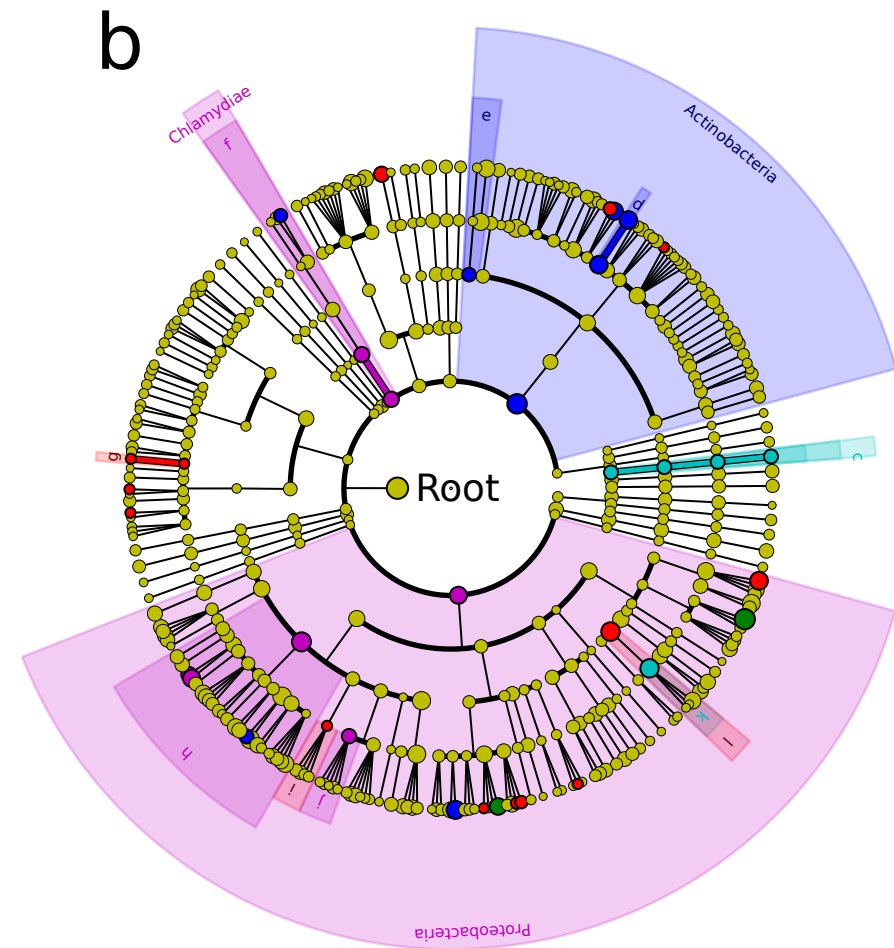 b
Chlamydiae
f
e
Actinobacteria
d
c
g
Root
k
l
h
i
j
Proteobacteria